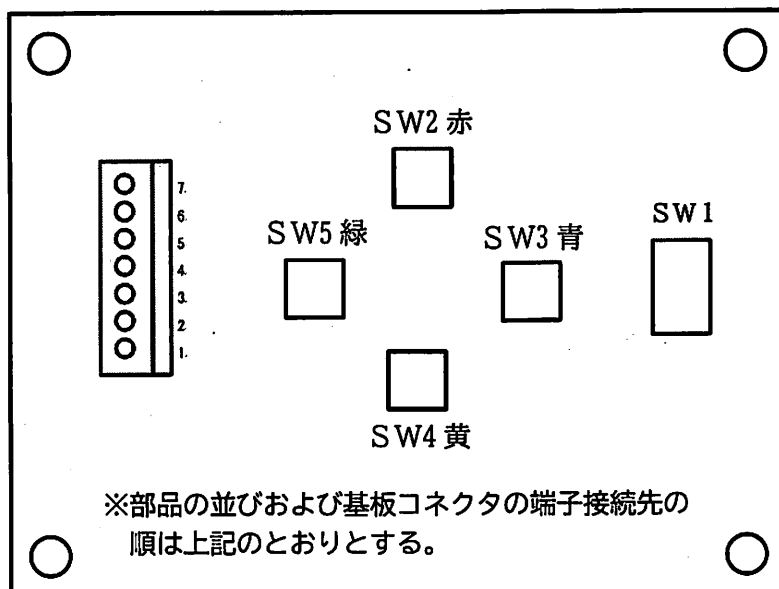 SW2 赤
7.
6.
5
4.
3.
2
1.
SW5 緑
SW3 青
SW1
SW4 黄
※部品の並びおよび基板コネクタの端子接続先の
順は上記のとおりとする。